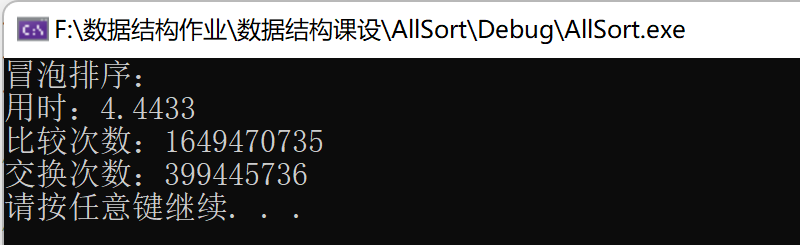 F:\数据结构作业\数据结构课设\AllSort\Debug\AllSort.exe
冒泡排序：
用时：4.4433
比较次数：1649470735
交换次数：399445736
请按任意键继续. . .